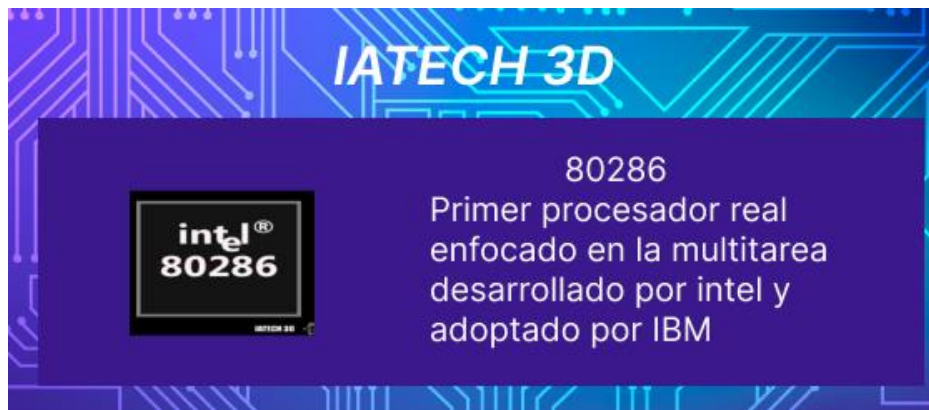 IATECH 3D
intel®
80286
IATECH 3D
80286
Primer procesador real
enfocado en la multitarea
desarrollado por intel y
adoptado por IBM